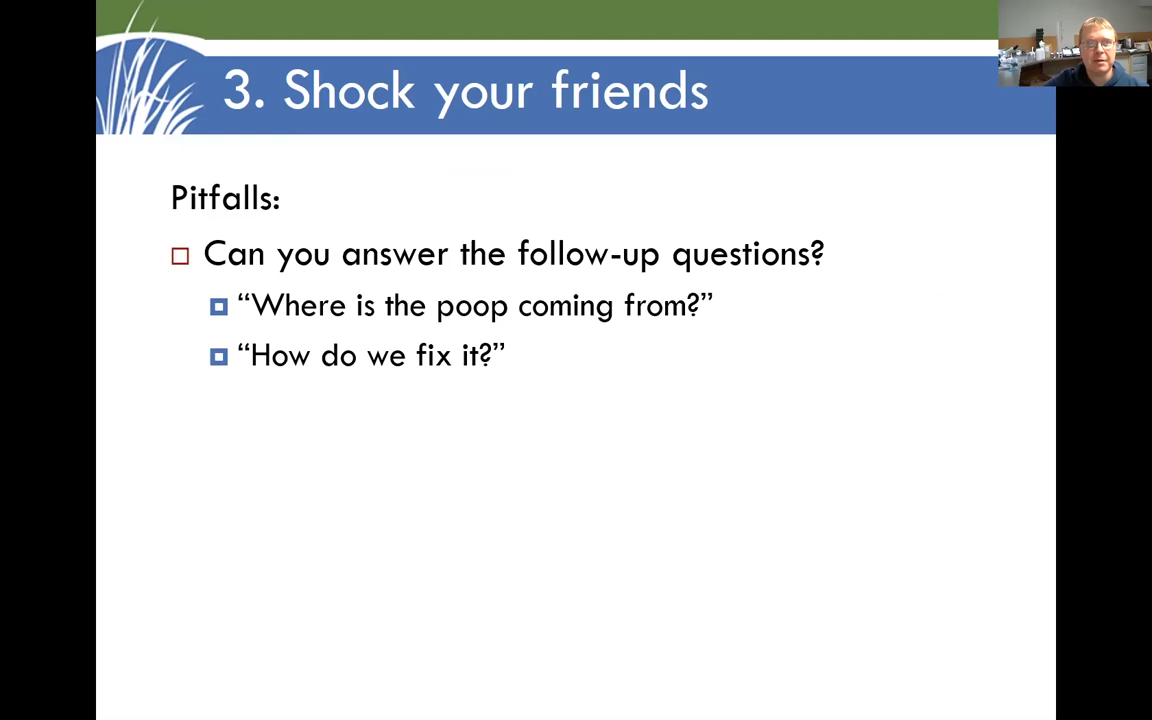 3. Shock your friends
Pitfalls:
Can you answer the follow-up questions?
“Where is the poop coming from?”
“How do we fix it?”